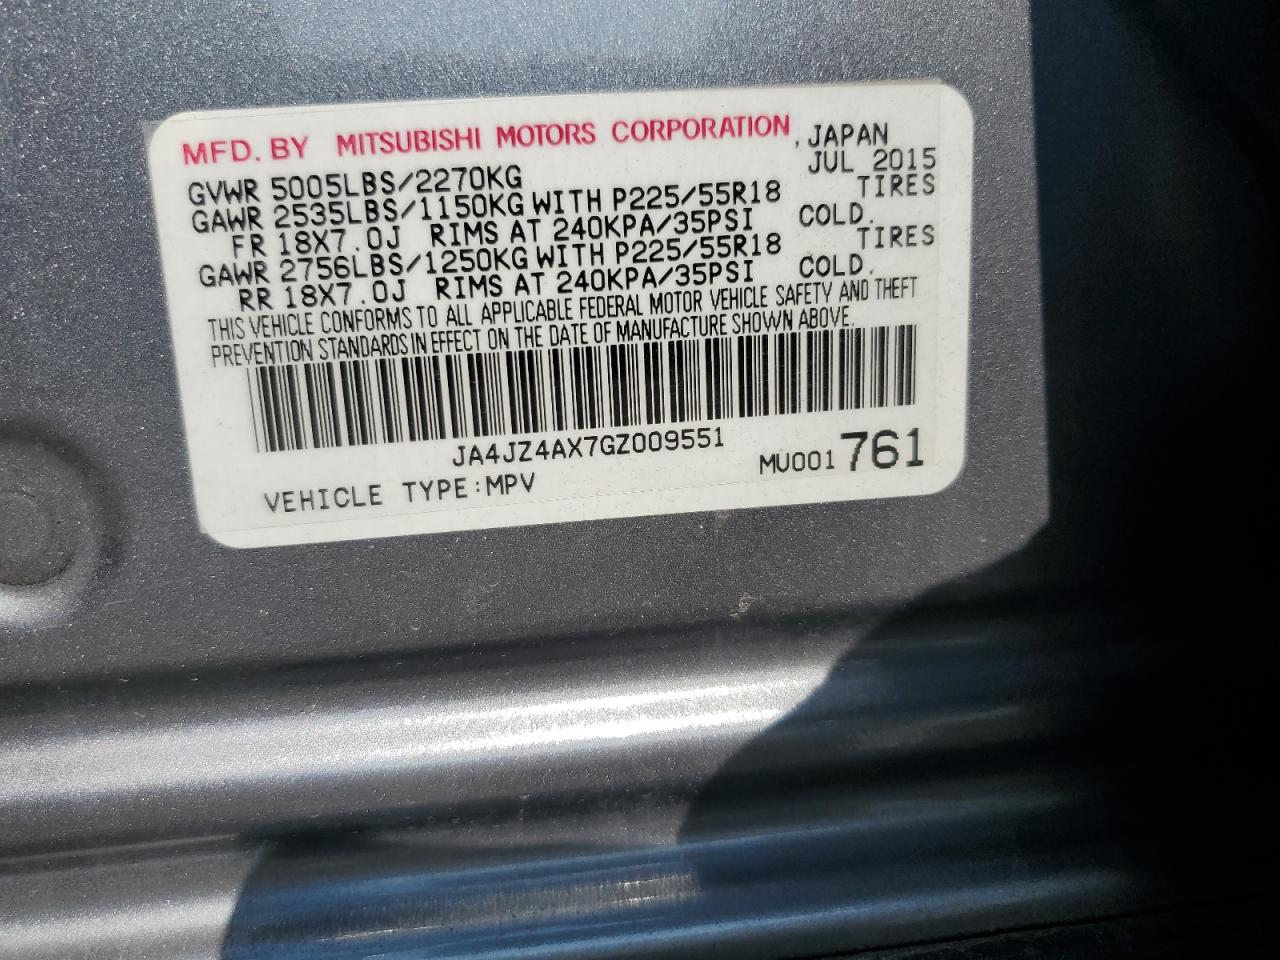 MFD. BY MITSUBISHI MOTORS CORPORATION, JAPAN
JUL 2015
GVWR 5005LBS/2270KG
GAWR 2535LBS/1150KG WITH P225/55R18 TIRES
FR 18X7.0J RIMS AT 240KPA/35PSI COLD.
GAWR 2756LBS/1250KG WITH P225/55R18 TIRES
RR 18X7.0J RIMS AT 240KPA/35PSI COLD.
THIS VEHICLE CONFORMS TO ALL APPLICABLE FEDERAL MOTOR VEHICLE SAFETY AND THEFT
PREVENTION STANDARDS IN EFFECT ON THE DATE OF MANUFACTURE SHOWN ABOVE.
JA4JZ4AX7GZ009551
MU001761
VEHICLE TYPE:MPV